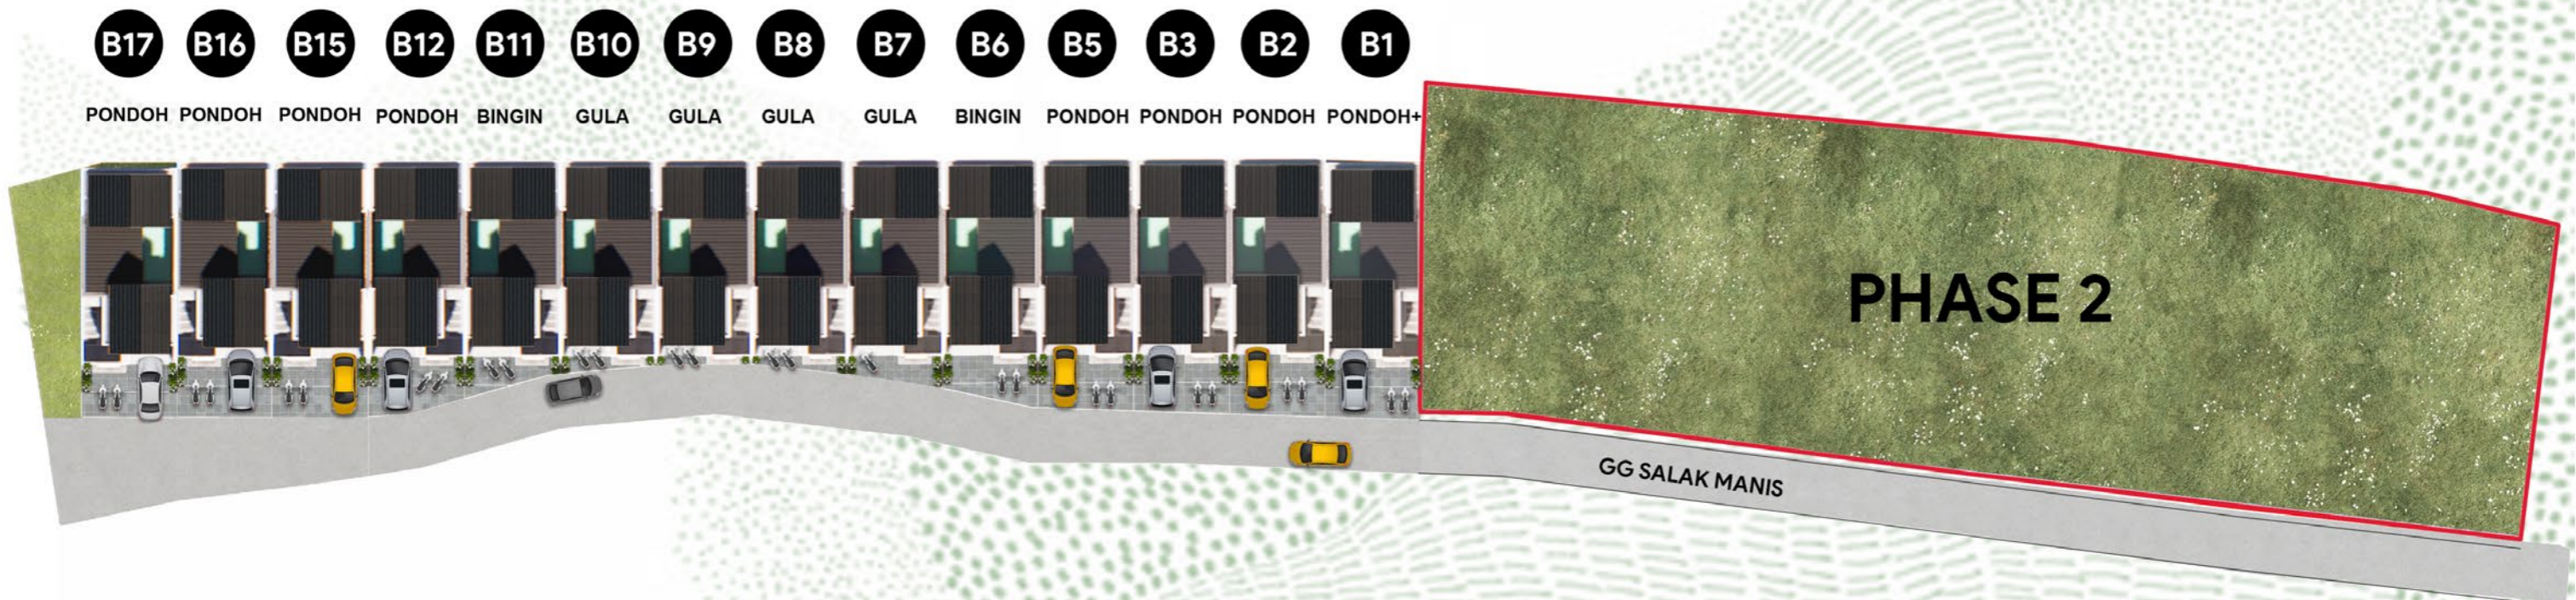 B17 B16 B15 B12 B11 B10 B9 B8 B7 B6 B5 B3 B2 B1
PONDOH PONDOH PONDOH PONDOH BINGIN GULA GULA GULA GULA BINGIN PONDOH PONDOH PONDOH PONDOH+
PHASE 2
GG SALAK MANIS